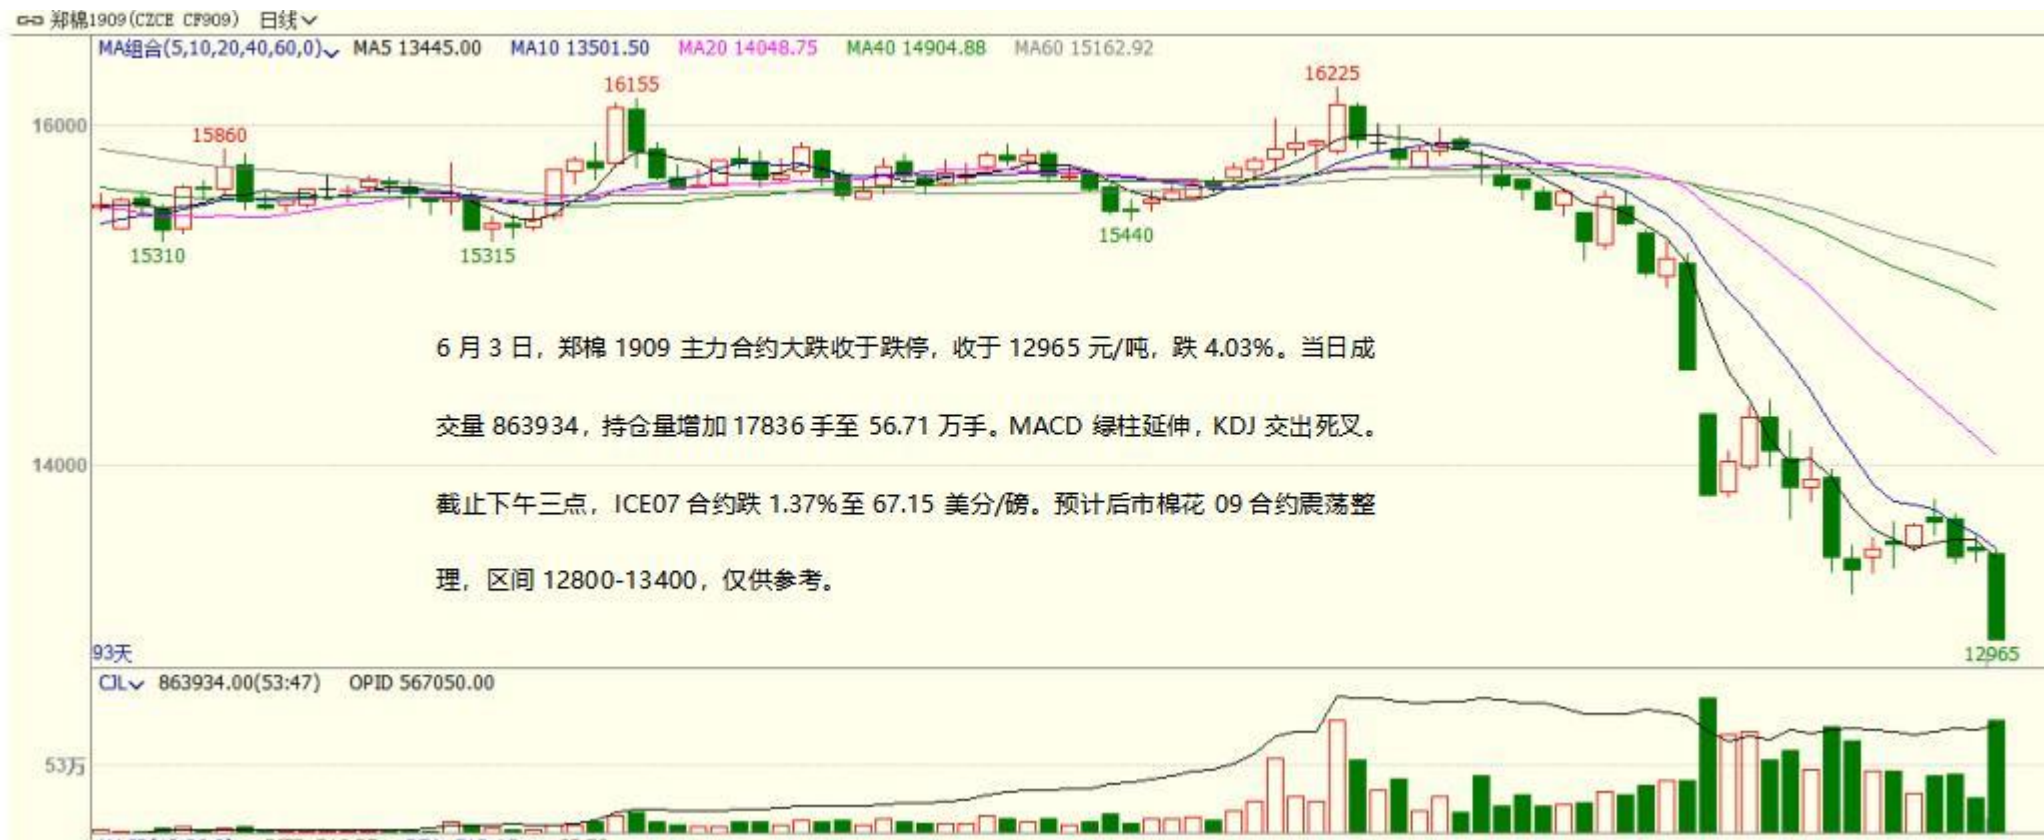 郑棉1909(CZCE CF909) 日线
MA组合(5,10,20,40,60,0) MA5 13445.00 MA10 13501.50 MA20 14048.75 MA40 14904.88 MA60 15162.92
16225
16155
16000
15860
15440
15310
15315
6月3日，郑棉 1909 主力合约大跌收于跌停，收于 12965 元/吨，跌 4.03%。当日成
交量 863934，持仓量增加 17836 手至 56.71 万手。MACD 绿柱延伸，KDJ 交出死叉。
14000
截止下午三点，ICE07 合约跌 1.37%至 67.15 美分/磅。预计后市棉花 09 合约震荡整
理，区间 12800-13400，仅供参考。
93天
12965
CJL 863934.00(53:47) OPID 567050.00
53万